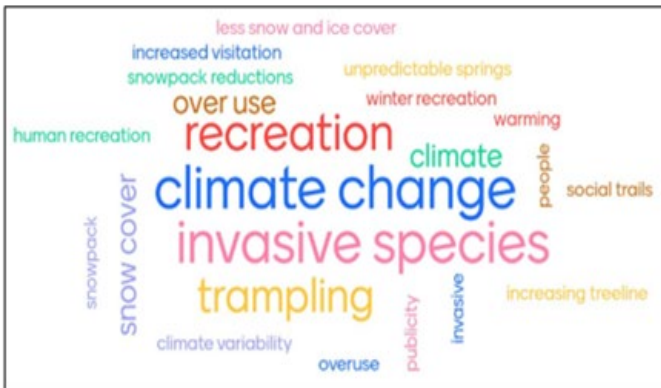 less snow and ice cover
increased visitation
unpredictable springs
snowpack reductions
over use
winter recreation
recreation
warming
human recreation
climate
people
social trails
climate change
snow cover
snowpack
invasive species
trampling
increasing treeline
invasive
publicity
climate variability
overuse